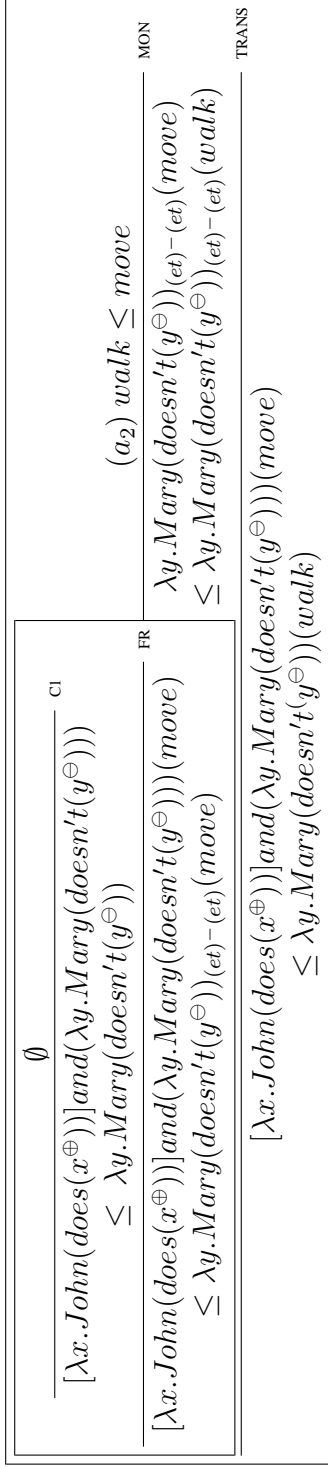 ∅
[λx.John(does(x⊕))]and(λy.Mary(doesn't(y⊖))) C1
≤ λy.Mary(doesn't(y⊖))
[λx.John(does(x⊕))]and(λy.Mary(doesn't(y⊖)))(move) FR
≤ λy.Mary(doesn't(y⊖))(et)−(et)(move)
(a₂) walk ≤ move
λy.Mary(doesn't(y⊖))(et)−(et)(move) MON
≤ λy.Mary(doesn't(y⊖))(et)−(et)(walk)
[λx.John(does(x⊕))]and(λy.Mary(doesn't(y⊖)))(move) TRANS
≤ λy.Mary(doesn't(y⊖))(walk)